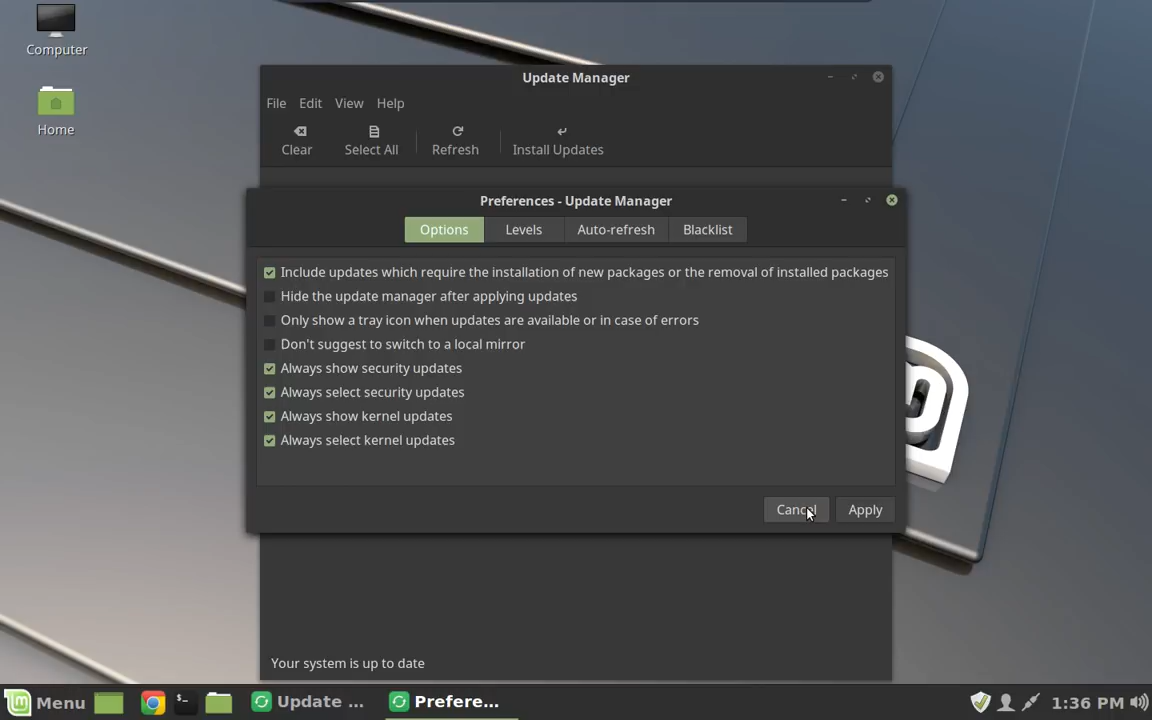 Computer
Home
Update Manager
File Edit View Help
Clear Select All Refresh Install Updates
Preferences - Update Manager
Options Levels Auto-refresh Blacklist
Include updates which require the installation of new packages or the removal of installed packages
Hide the update manager after applying updates
Only show a tray icon when updates are available or in case of errors
Don't suggest to switch to a local mirror
Always show security updates
Always select security updates
Always show kernel updates
Always select kernel updates
Cancel Apply
Your system is up to date
Menu Update ... Prefere... 1:36 PM